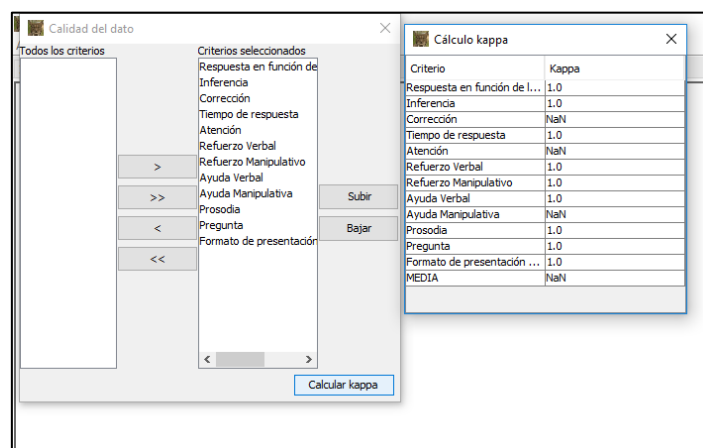 Calidad del dato
Todos los criterios
Criterios seleccionados
Respuesta en función de
Inferencia
Corrección
Tiempo de respuesta
Atención
Refuerzo Verbal
Refuerzo Manipulativo
Ayuda Verbal
Ayuda Manipulativa
Prosodia
Pregunta
Formato de presentación
>
>>
<
<<
Subir
Bajar
Calcular kappa
Cálculo kappa
Criterio Kappa
Respuesta en función de l... 1.0
Inferencia 1.0
Corrección NaN
Tiempo de respuesta 1.0
Atención NaN
Refuerzo Verbal 1.0
Refuerzo Manipulativo 1.0
Ayuda Verbal 1.0
Ayuda Manipulativa NaN
Prosodia 1.0
Pregunta 1.0
Formato de presentación ... 1.0
MEDIA NaN